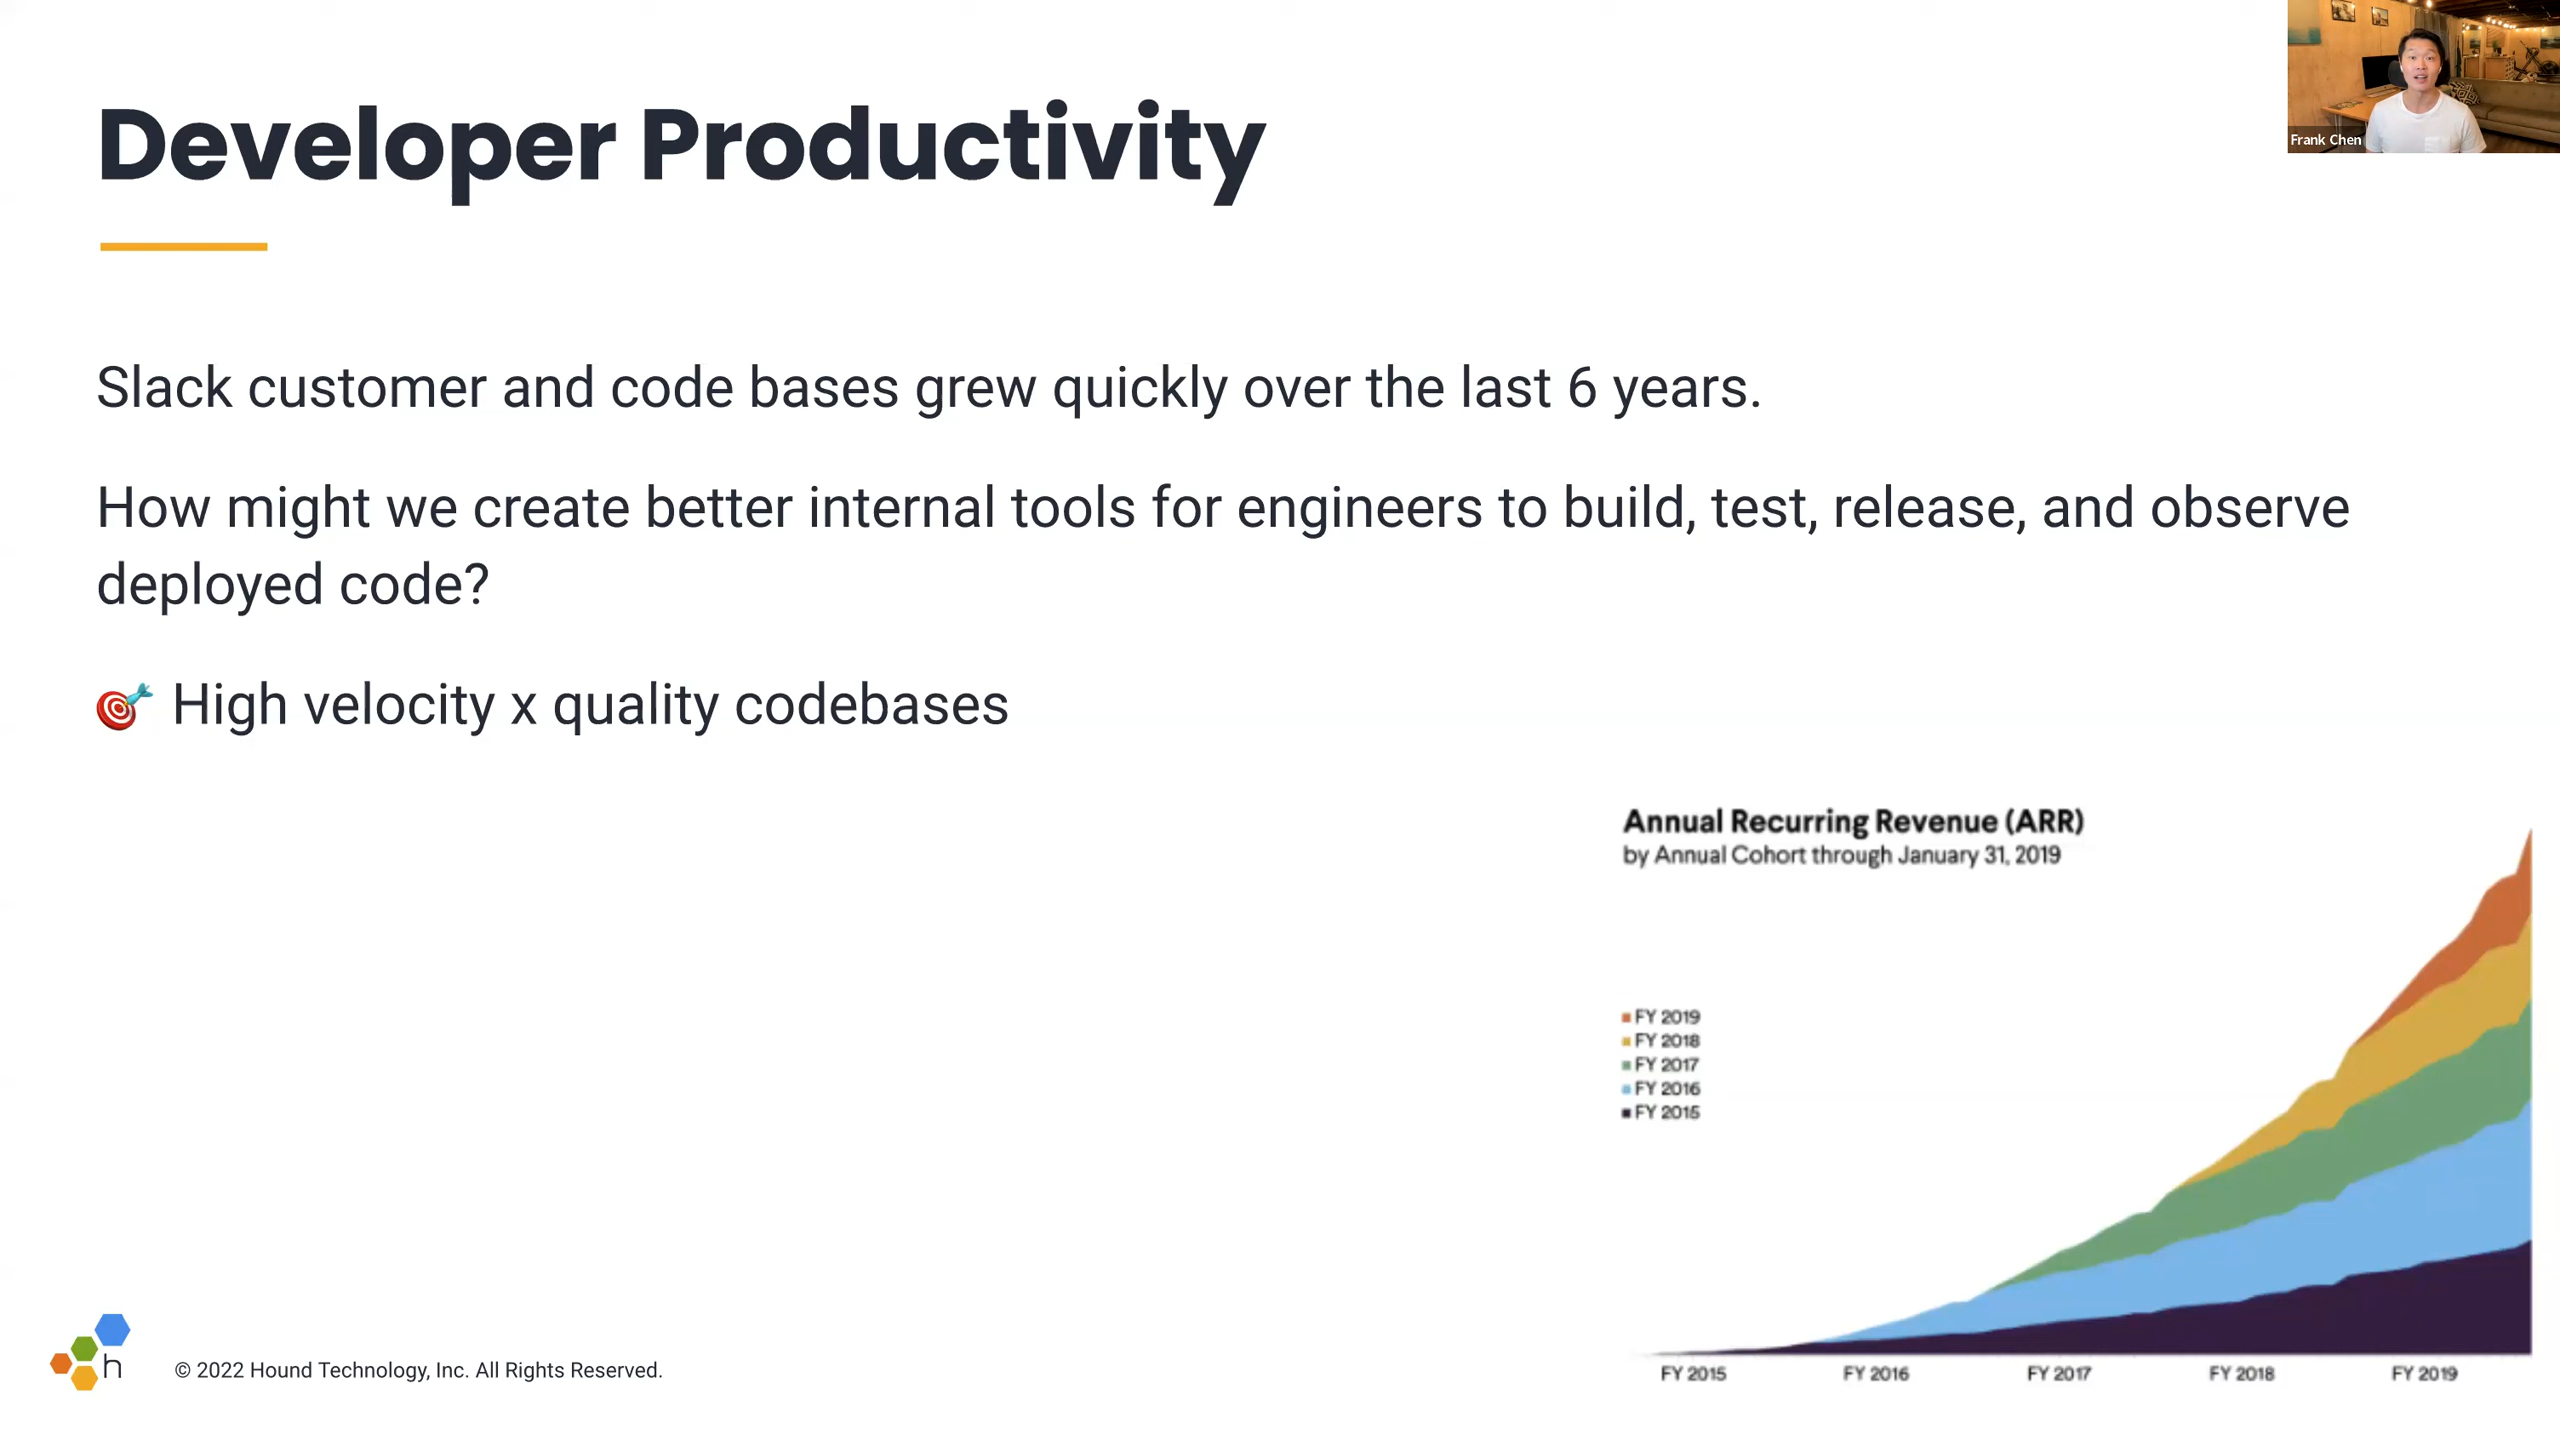 Developer Productivity
Frank Chen
Slack customer and code bases grew quickly over the last 6 years.
How might we create better internal tools for engineers to build, test, release, and observe
deployed code?
🎯 High velocity x quality codebases
Annual Recurring Revenue (ARR)
by Annual Cohort through January 31, 2019
FY 2019
FY 2018
FY 2017
FY 2016
FY 2015
FY 2015 FY 2016 FY 2017 FY 2018 FY 2019
h
© 2022 Hound Technology, Inc. All Rights Reserved.